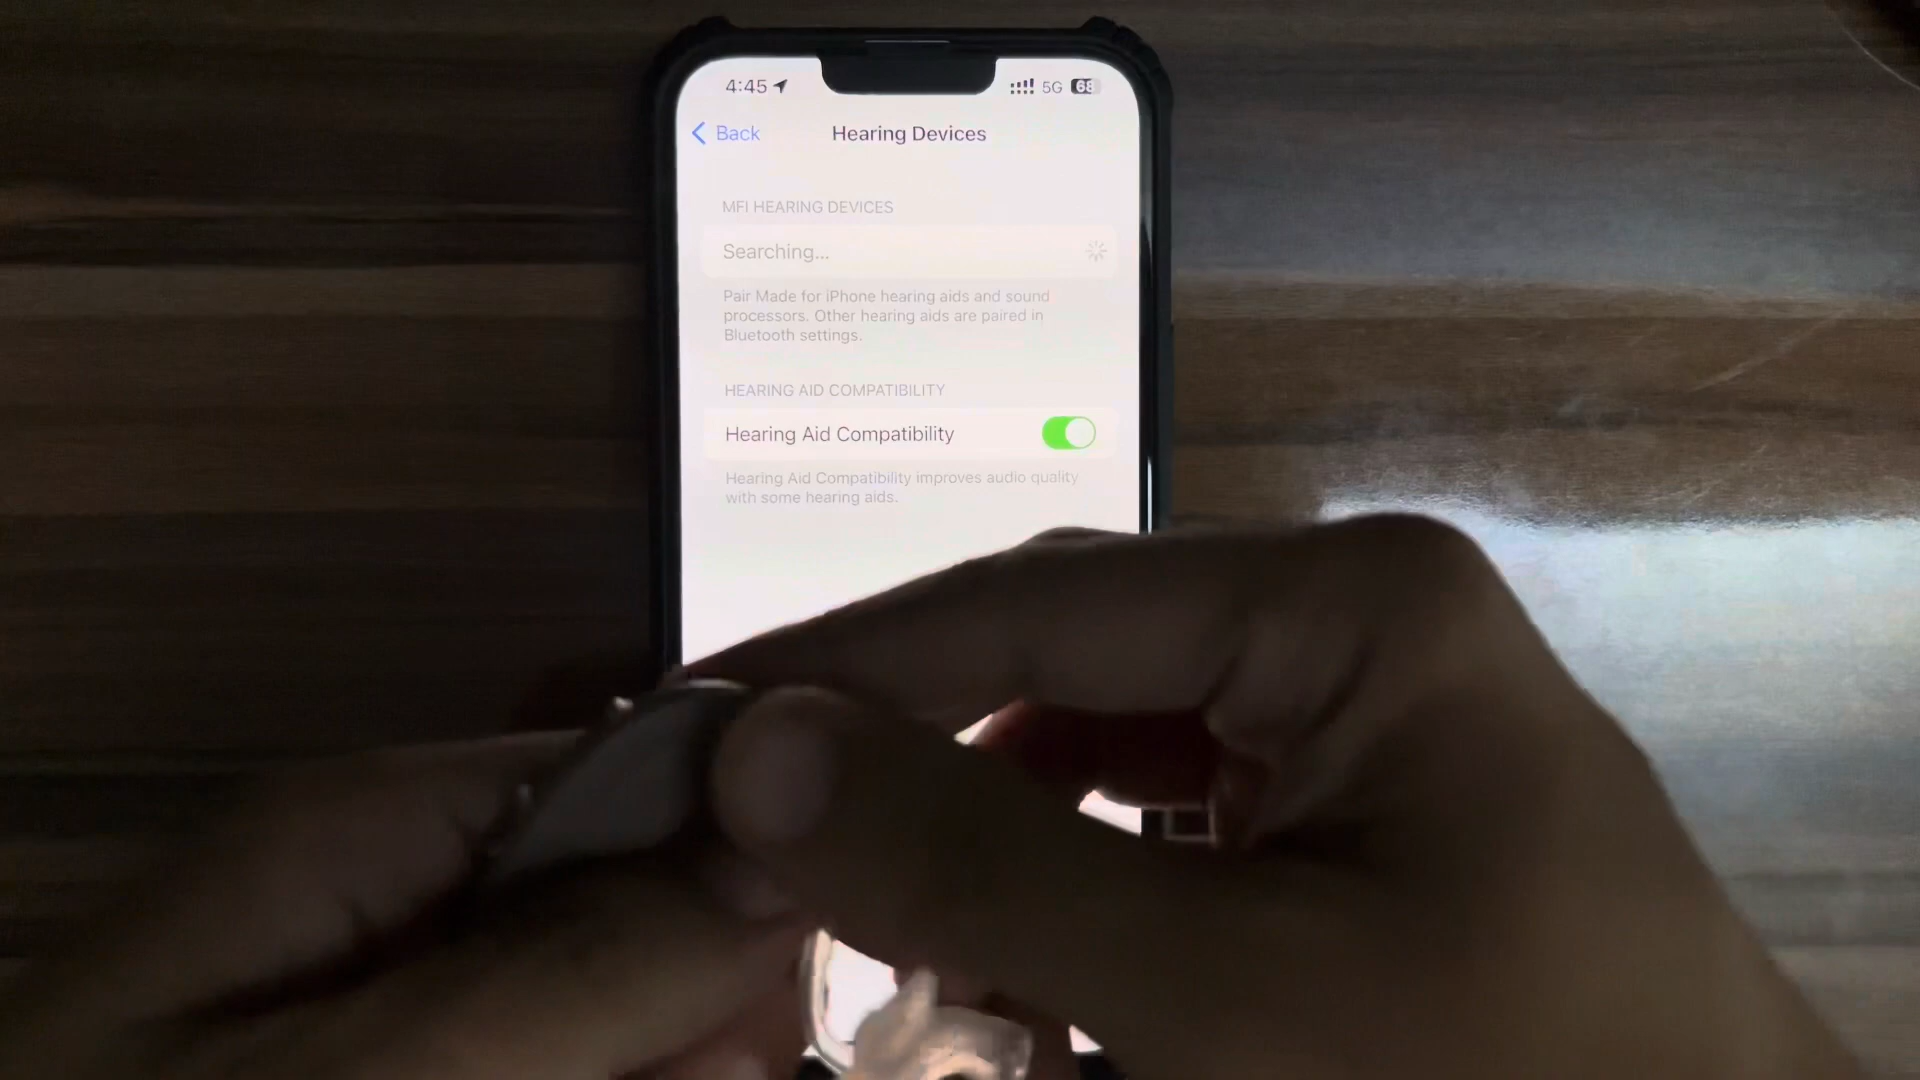 4:45 5G 68
Back Hearing Devices
MFI HEARING DEVICES
Searching...
Pair Made for iPhone hearing aids and sound
processors. Other hearing aids are paired in
Bluetooth settings.
HEARING AID COMPATIBILITY
Hearing Aid Compatibility
Hearing Aid Compatibility improves audio quality
with some hearing aids.